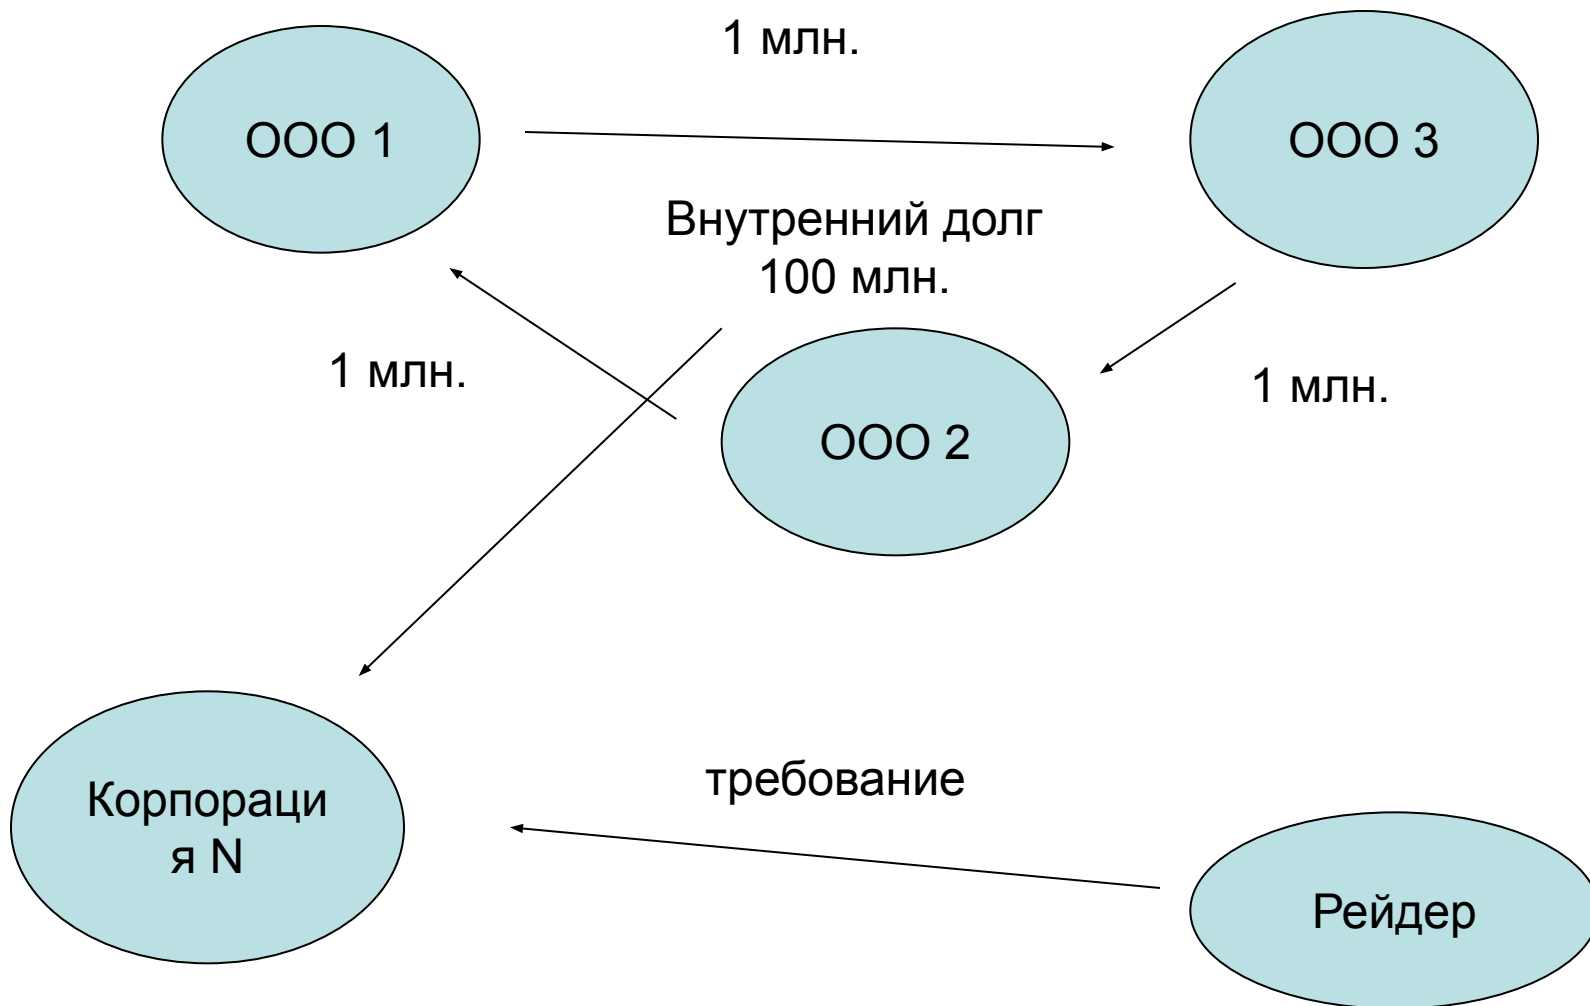 1 млн.
ООО 1
ООО 3
Внутренний долг
100 млн.
1 млн.
1 млн.
ООО 2
требование
Корпораци
я N
Рейдер